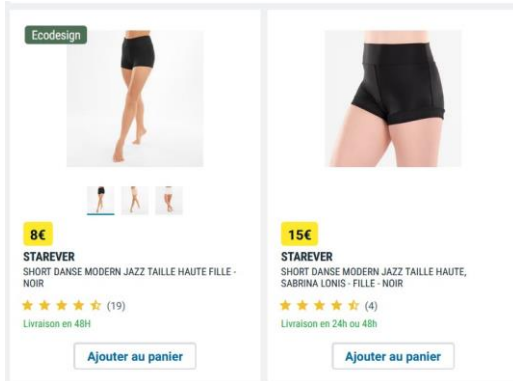 Ecodesign
8€
STAREVER
SHORT DANSE MODERN JAZZ TAILLE HAUTE FILLE -
NOIR
(19)
Livraison en 48H
Ajouter au panier
15€
STAREVER
SHORT DANSE MODERN JAZZ TAILLE HAUTE,
SABRINA LONIS - FILLE - NOIR
(4)
Livraison en 24h ou 48h
Ajouter au panier